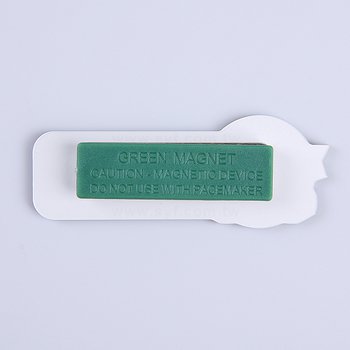 GREEN MAGNET
CAUTION - MAGNETIC DEVICE
DO NOT USE WITH PACEMAKER